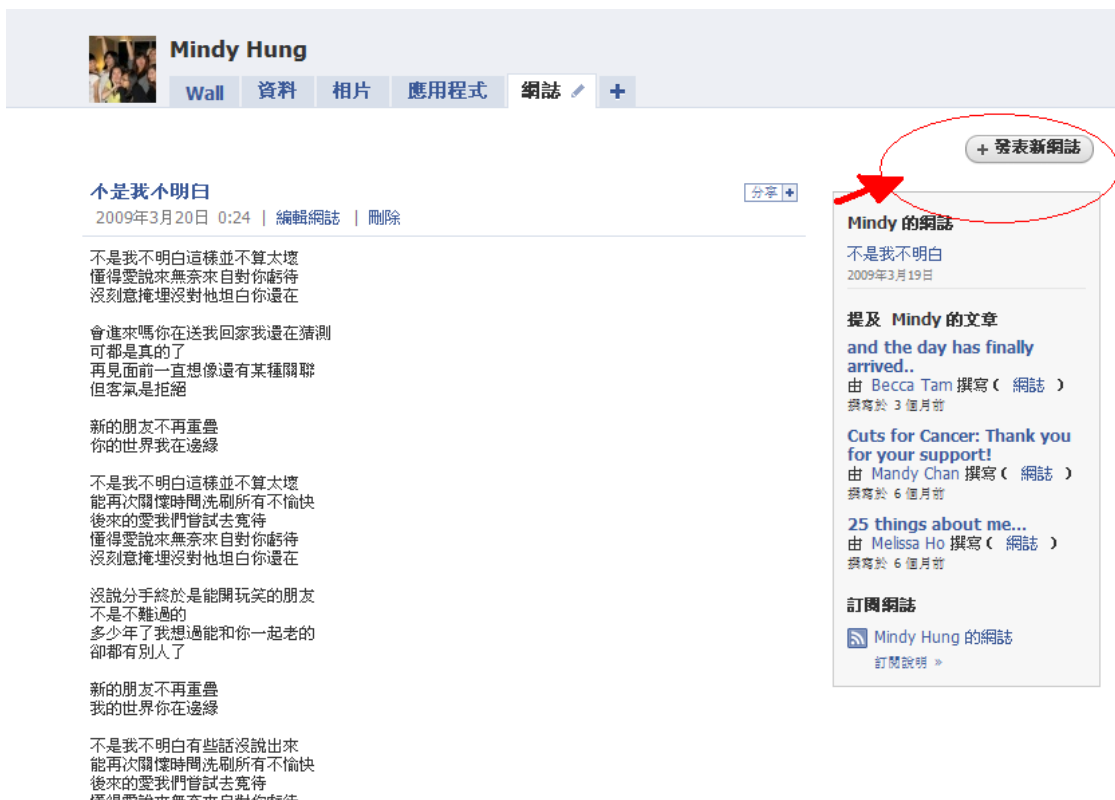 Mindy Hung
Wall 資料 相片 應用程式 網誌 +
+ 發表新網誌
不是我不明白
分享 +
2009年3月20日 0:24 | 編輯網誌 | 刪除
不是我不明白這樣並不算太壞
懂得愛說來無奈來自對你虧待
沒刻意掩埋沒對他坦白你還在
會進來嗎你在送我回家我還在猜測
可都是真的了
再見面前一直想像還有某種關聯
但客氣是拒絕
新的朋友不再重疊
你的世界我在邊緣
不是我不明白這樣並不算太壞
能再次關懷時間洗刷所有不愉快
後來的愛我們嘗試去寬待
懂得愛說來無奈來自對你虧待
沒刻意掩埋沒對他坦白你還在
沒說分手終於是能開玩笑的朋友
不是不難過的
多少年了我想過能和你一起老的
卻都有別人了
新的朋友不再重疊
我的世界你在邊緣
不是我不明白有些話沒說出來
能再次關懷時間洗刷所有不愉快
後來的愛我們嘗試去寬待
懂得愛說來無奈來自對你虧待
Mindy 的網誌
不是我不明白
2009年3月19日
提及 Mindy 的文章
and the day has finally
arrived..
由 Becca Tam 撰寫 ( 網誌 )
撰寫於 3 個月前
Cuts for Cancer: Thank you
for your support!
由 Mandy Chan 撰寫 ( 網誌 )
撰寫於 6 個月前
25 things about me...
由 Melissa Ho 撰寫 ( 網誌 )
撰寫於 6 個月前
訂閱網誌
Mindy Hung 的網誌
訂閱說明 »